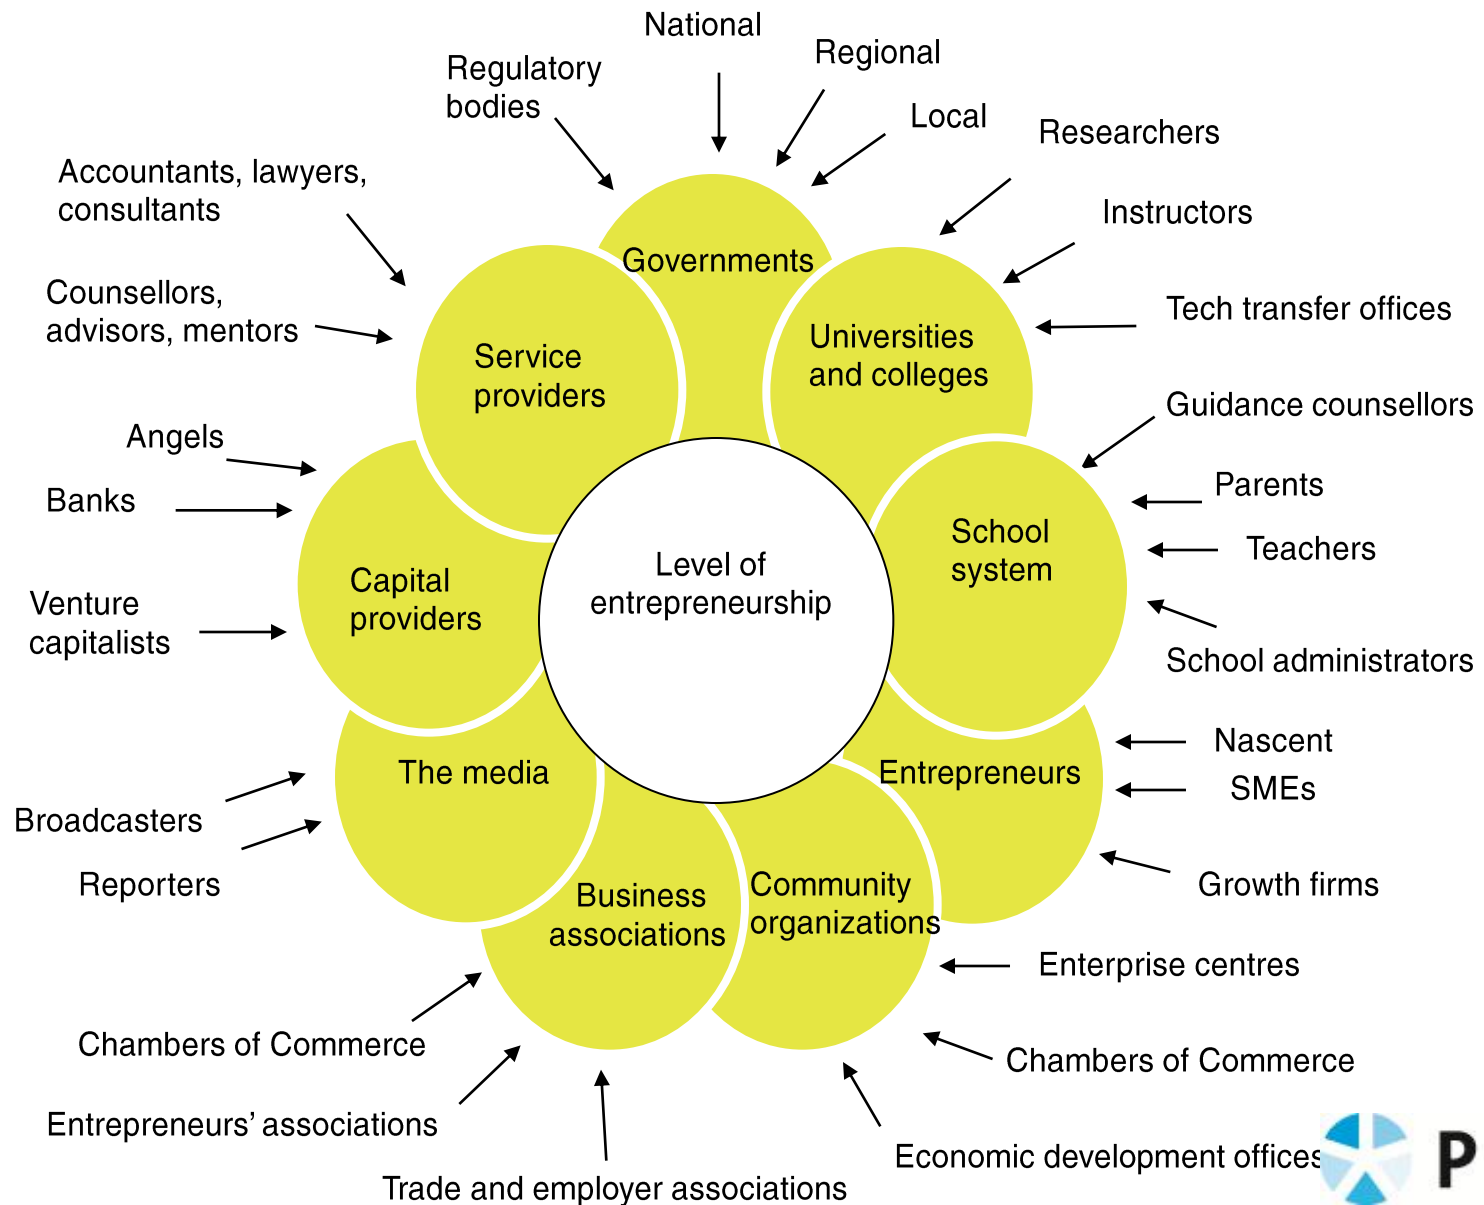 National
Regional
Regulatory
bodies
Local
Researchers
Accountants, lawyers,
consultants
Instructors
Governments
Counsellors,
advisors, mentors
Tech transfer offices
Universities
and colleges
Service
providers
Guidance counsellors
Angels
Banks
Parents
School
system
Teachers
Level of
entrepreneurship
Capital
providers
Venture
capitalists
School administrators
Nascent
The media
Entrepreneurs
SMEs
Broadcasters
Reporters
Growth firms
Business
associations
Community
organizations
Enterprise centres
Chambers of Commerce
Chambers of Commerce
Entrepreneurs’ associations
Economic development offices
Trade and employer associations
P